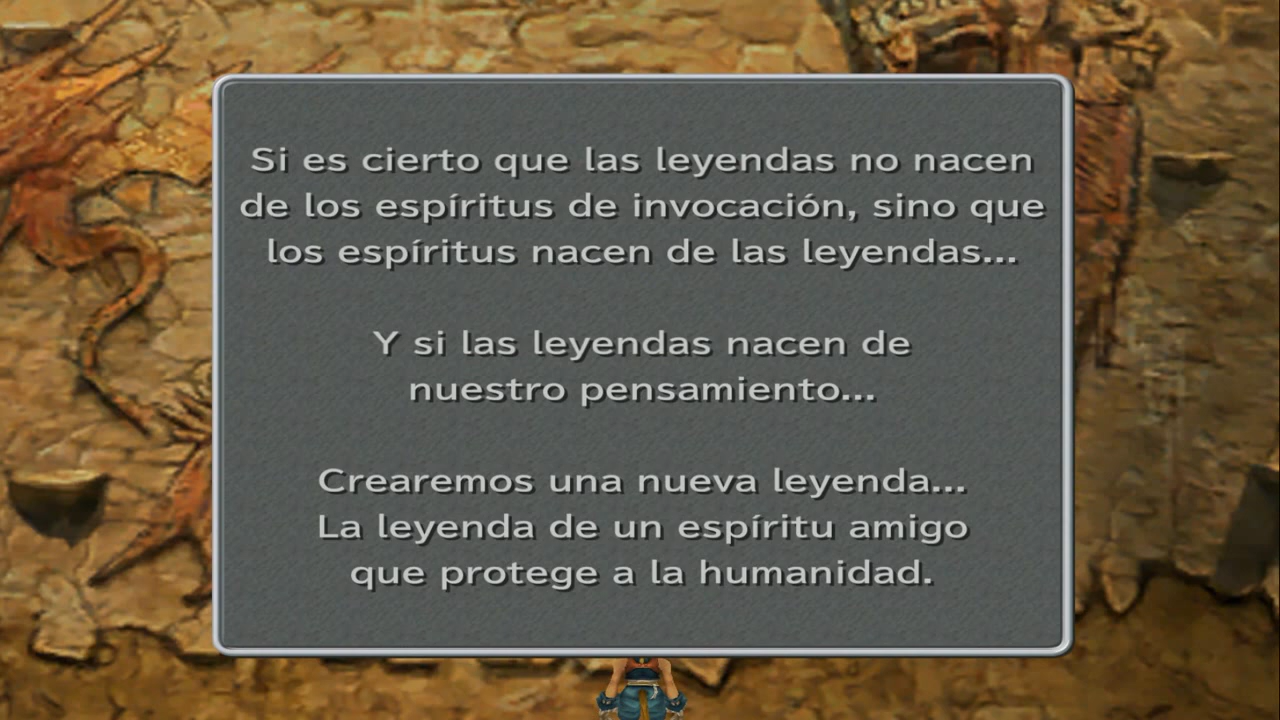 Si es cierto que las leyendas no nacen
de los espíritus de invocación, sino que
los espíritus nacen de las leyendas...
Y si las leyendas nacen de
nuestro pensamiento...
Crearemos una nueva leyenda...
La leyenda de un espíritu amigo
que protege a la humanidad.